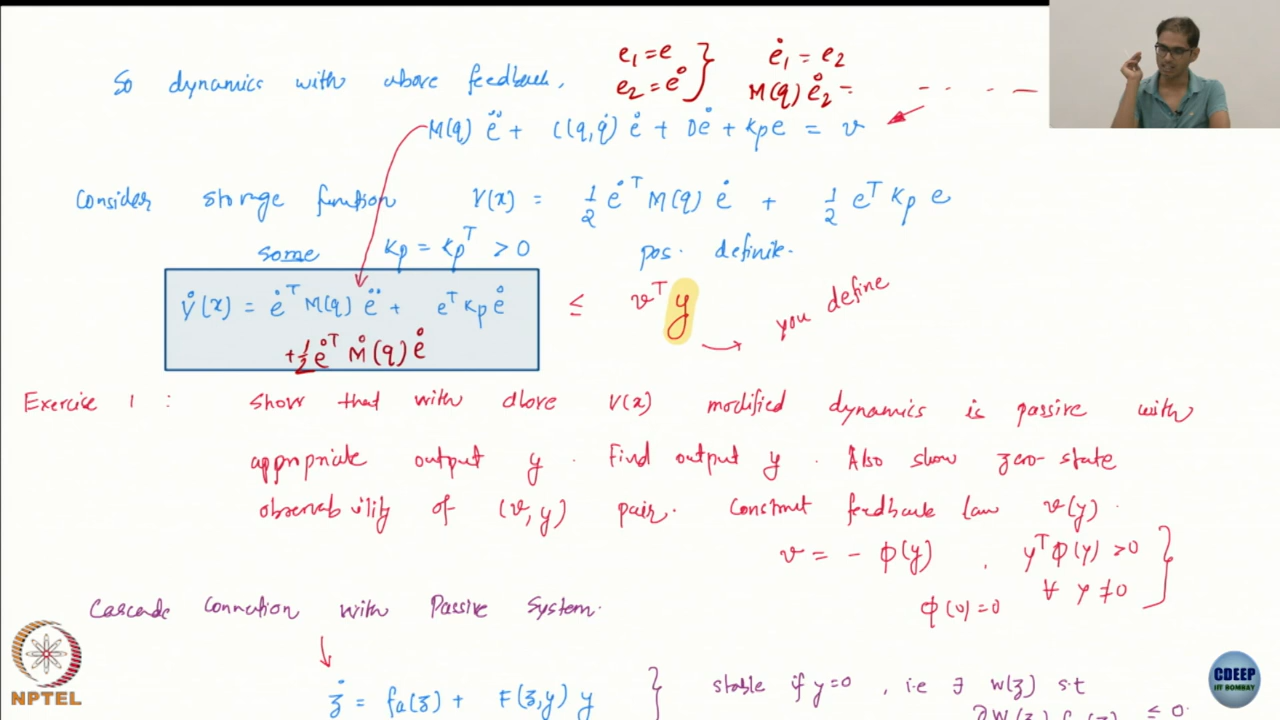 So dynamics with above feedback,
e₁ = e
e₂ = ė } ė₁ = e₂
M(q) ė₂ = - - - -
M(q) ë + C(q,q̇) ė + Dė + Kpe = v
Consider storage function V(x) = ½ ėᵀ M(q) ė + ½ eᵀ Kp e
some Kp = Kpᵀ > 0 pos. definite.
V̇(x) = ėᵀ M(q) ë + eᵀ Kp ė ≤ vᵀ y → you define
+ ½ ėᵀ Ṁ(q) ė
Exercise 1 : Show that with above V(x) modified dynamics is passive with
appropriate output y . Find output y . Also show zero-state
observability of (v, y) pair. Construct feedback law v(y).
v = - φ(y) , yᵀφ(y) > 0
φ(0) = 0 ∀ y ≠ 0 }
Cascade Connection with Passive System.
ż = fa(z) + F(z,y) y } stable if y=0 , i.e ∃ W(z) s.t
≤ 0
NPTEL
CDEEP
IIT BOMBAY